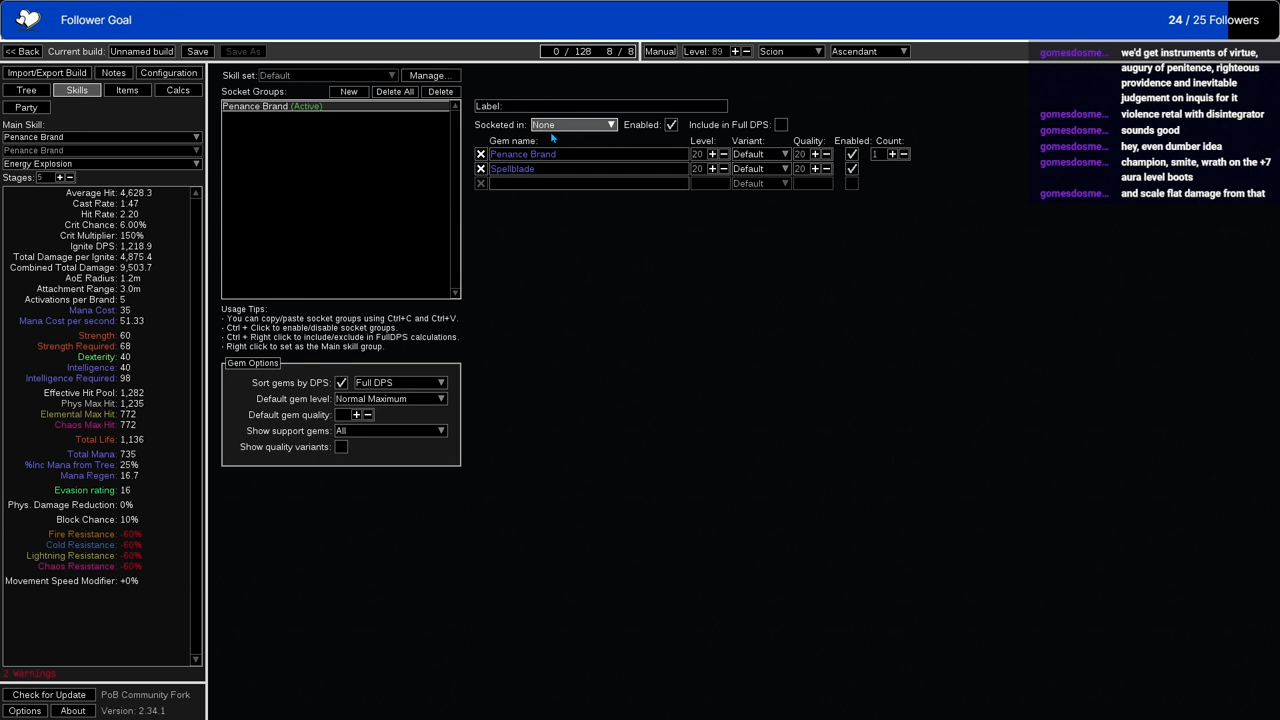 Follower Goal
24 / 25 Followers
<< Back
Current build:
Unnamed build
Save
Save As
0 / 128 8 / 8
Manual
Level: 89
+
−
Scion
Ascendant
Import/Export Build
Notes
Configuration
Tree
Skills
Items
Calcs
Party
Main Skill:
Penance Brand
Penance Brand
Energy Explosion
Stages: 5
+
−
Average Hit: 4,628.3
Cast Rate: 1.47
Hit Rate: 2.20
Crit Chance: 6.00%
Crit Multiplier: 150%
Ignite DPS: 1,218.9
Total Damage per Ignite: 4,875.4
Combined Total Damage: 9,503.7
AoE Radius: 1.2m
Attachment Range: 3.0m
Activations per Brand: 5
Mana Cost: 35
Mana Cost per second: 51.33
Strength: 60
Strength Required: 68
Dexterity: 40
Intelligence: 40
Intelligence Required: 98
Effective Hit Pool: 1,282
Phys Max Hit: 1,235
Elemental Max Hit: 772
Chaos Max Hit: 772
Total Life: 1,136
Total Mana: 735
%Inc Mana from Tree: 25%
Mana Regen: 16.7
Evasion rating: 16
Phys. Damage Reduction: 0%
Block Chance: 10%
Fire Resistance: -60%
Cold Resistance: -60%
Lightning Resistance: -60%
Chaos Resistance: -60%
Movement Speed Modifier: +0%
2 Warnings
Check for Update
PoB Community Fork
Options
About
Version: 2.34.1
Skill set: Default
Manage...
Socket Groups:
New
Delete All
Delete
Penance Brand (Active)
Usage Tips:
- You can copy/paste socket groups using Ctrl+C and Ctrl+V.
- Ctrl + Click to enable/disable socket groups.
- Ctrl + Right click to include/exclude in FullDPS calculations.
- Right click to set as the Main skill group.
Gem Options
Sort gems by DPS:
Full DPS
Default gem level: Normal Maximum
Default gem quality:
+
−
Show support gems: All
Show quality variants:
Label:
Socketed in: None
Enabled:
Include in Full DPS:
Gem name: Level: Variant: Quality: Enabled: Count:
Penance Brand 20 + − Default 20 + − 1 + −
Spellblade 20 + − Default 20 + −
Default
gomesdosme... we'd get instruments of virtue,
augury of penitence, righteous
providence and inevitable
judgement on inquis for it
gomesdosme... violence retal with disintegrator
gomesdosme... sounds good
gomesdosme... hey, even dumber idea
gomesdosme... champion, smite, wrath on the +7
aura level boots
gomesdosme... and scale flat damage from that